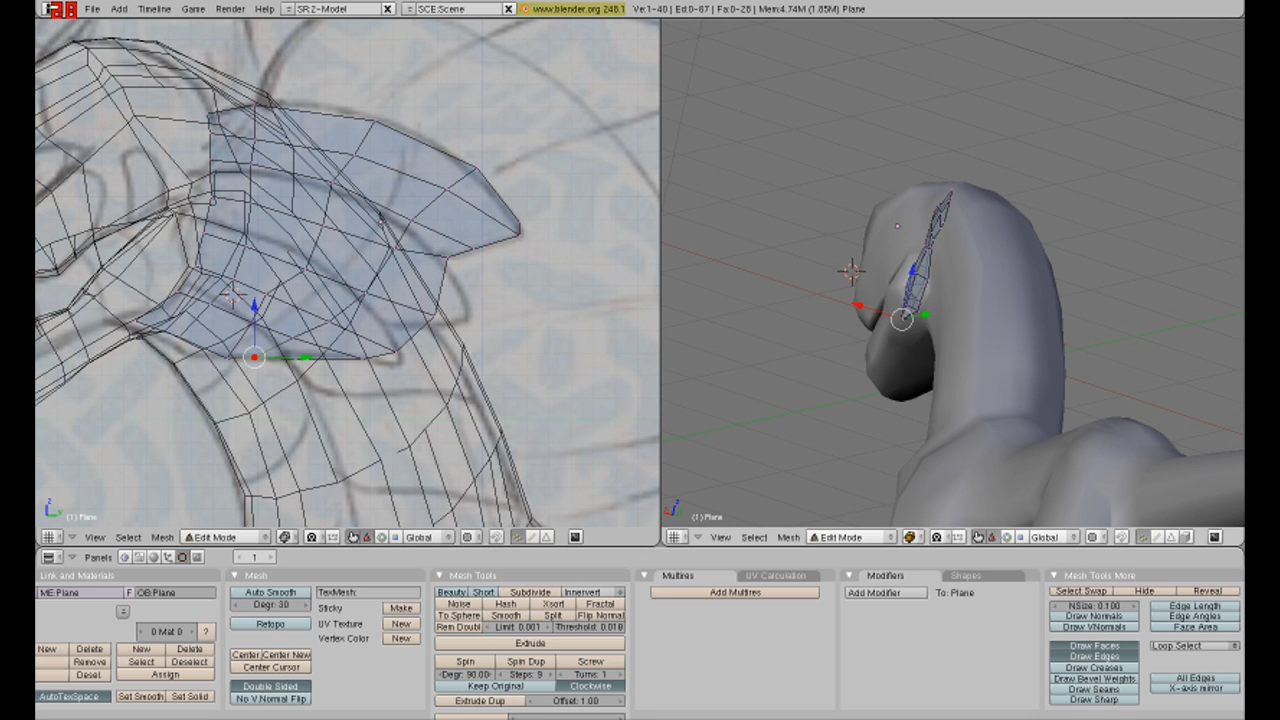 File Add Timeline Game Render Help SR:2-Model SCE:Scene www.blender.org 248.1 Ve:1-40 | Ed:0-67 | Fa:0-28 | Mem:4.74M (1.85M) Plane
(1) Plane
(1) Plane
View Select Mesh Edit Mode Global
View Select Mesh Edit Mode Global
Panels 1
Link and Materials
ME:Plane F OB:Plane
0 Mat 0 ?
New Delete New Delete
Remove Select Deselect
Desel Assign
AutoTexSpace Set Smooth Set Solid
Mesh
Auto Smooth
Degr: 30
Retopo
TexMesh:
Sticky Make
UV Texture New
Vertex Color New
Center Center New
Center Cursor
Double Sided
No V.Normal Flip
Mesh Tools
Beauty Short Subdivide Innervert
Noise Hash Xsort Fractal
To Sphere Smooth Split Flip Normal
Rem Doubl Limit: 0.001 Threshold: 0.010
Extrude
Spin Spin Dup Screw
Degr: 90.00 Steps: 9 Turns: 1
Keep Original Clockwise
Extrude Dup Offset: 1.00
Multires UV Calculation
Add Multires
Modifiers Shapes
Add Modifier To: Plane
Mesh Tools More
Select Swap Hide Reveal
NSize: 0.100
Draw Normals
Draw VNormals
Edge Length
Edge Angles
Face Area
Draw Faces
Draw Edges
Draw Creases
Draw Bevel Weights
Draw Seams
Draw Sharp
Loop Select
All Edges
X-axis mirror